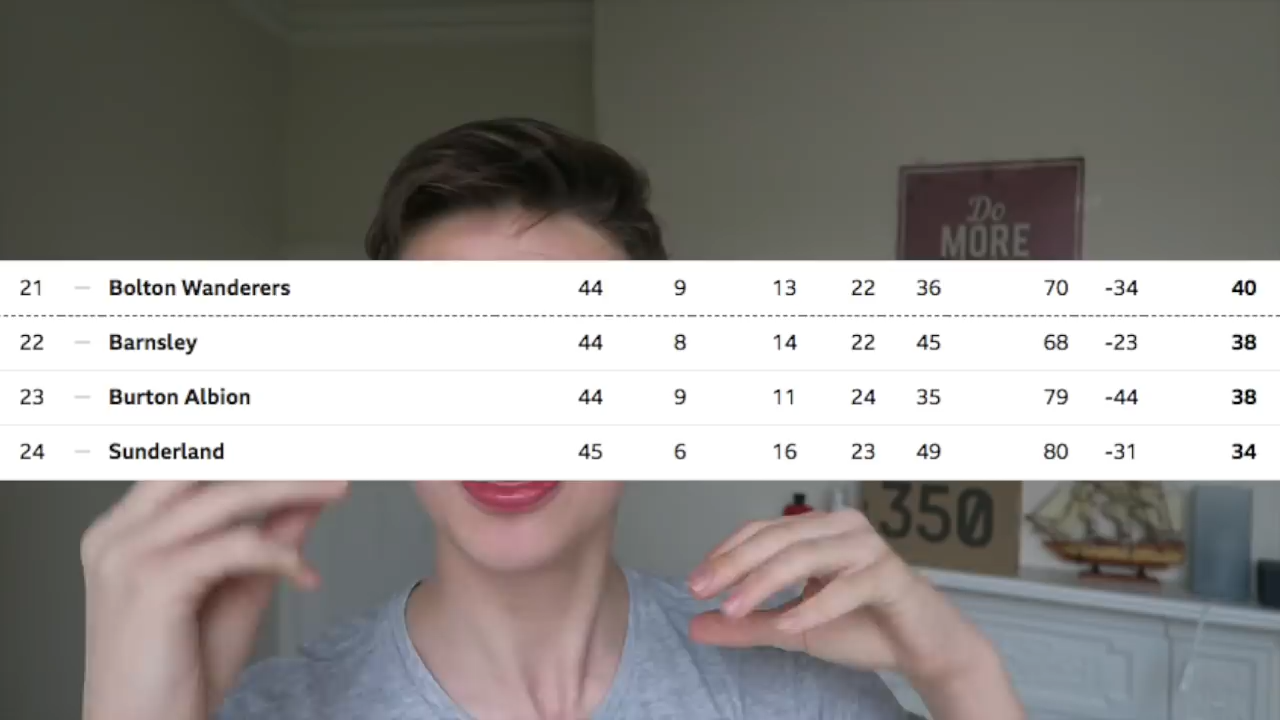 Do
MORE
21 — Bolton Wanderers 44 9 13 22 36 70 -34 40
22 — Barnsley 44 8 14 22 45 68 -23 38
23 — Burton Albion 44 9 11 24 35 79 -44 38
24 — Sunderland 45 6 16 23 49 80 -31 34
350